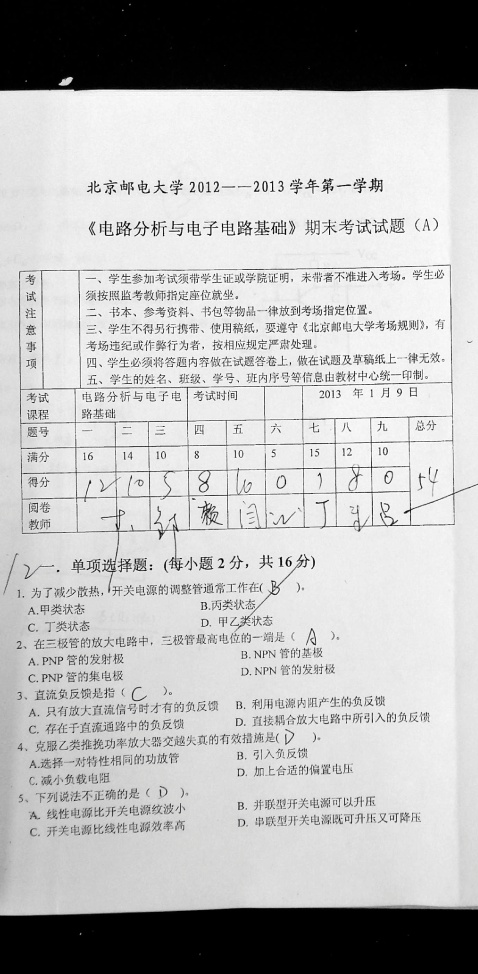 北京邮电大学2012——2013学年第一学期
《电路分析与电子电路基础》期末考试试题（A）
考试注意事项
一、学生参加考试须带学生证或学院证明，未带者不准进入考场。学生必
须按照监考教师指定座位就坐。
二、书本、参考资料、书包等物品一律放到考场指定位置。
三、学生不得另行携带、使用稿纸，要遵守《北京邮电大学考场规则》，有
考场违纪或作弊行为者，按相应规定严肃处理。
四、学生必须将答题内容做在试题答卷上，做在试题及草稿纸上一律无效。
五、学生的姓名、班级、学号、班内序号等信息由教材中心统一印制。
考试课程 电路分析与电子电路基础 考试时间 2013 年 1 月 9 日
题号 一 二 三 四 五 六 七 八 九 总分
满分 16 14 10 8 10 5 15 12 10
得分 12 10 5 8 10 0 1 8 0 54
阅卷教师
12
一．单项选择题：(每小题 2 分，共 16 分)
1. 为了减少散热，开关电源的调整管通常工作在( B )。
A.甲类状态 B.丙类状态
C. 丁类状态 D. 甲乙类状态
2、在三极管的放大电路中，三极管最高电位的一端是（ A ）。
A. PNP 管的发射极 B. NPN 管的基极
C. PNP 管的集电极 D. NPN 管的发射极
3、直流负反馈是指（ C ）。
A. 只有放大直流信号时才有的负反馈 B. 利用电源内阻产生的负反馈
C. 存在于直流通路中的负反馈 D. 直接耦合放大电路中所引入的负反馈
4、克服乙类推挽功率放大器交越失真的有效措施是( D )。
A.选择一对特性相同的功放管 B. 引入负反馈
C. 减小负载电阻 D. 加上合适的偏置电压
5、下列说法不正确的是（ D ）。
A. 线性电源比开关电源纹波小 B. 并联型开关电源可以升压
C. 开关电源比线性电源效率高 D. 串联型开关电源既可升压又可降压